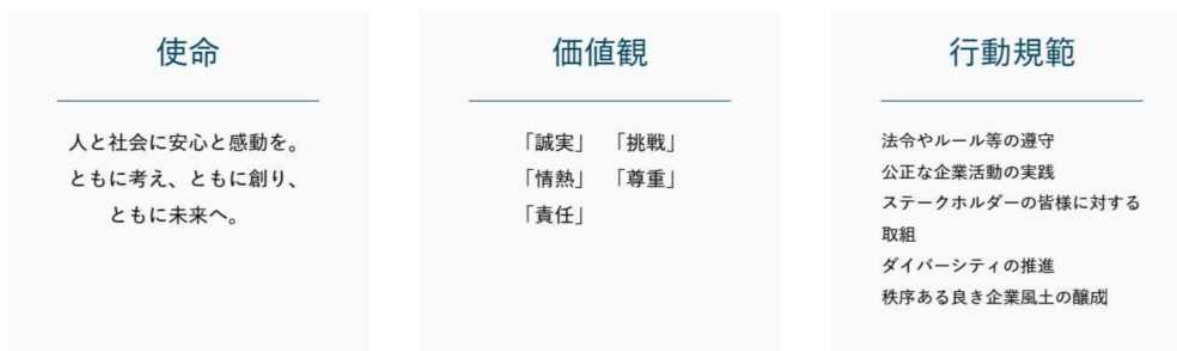 使命
人と社会に安心と感動を。
ともに考え、ともに創り、
ともに未来へ。
価値観
「誠実」 「挑戦」
「情熱」 「尊重」
「責任」
行動規範
法令やルール等の遵守
公正な企業活動の実践
ステークホルダーの皆様に対する
取組
ダイバーシティの推進
秩序ある良き企業風土の醸成